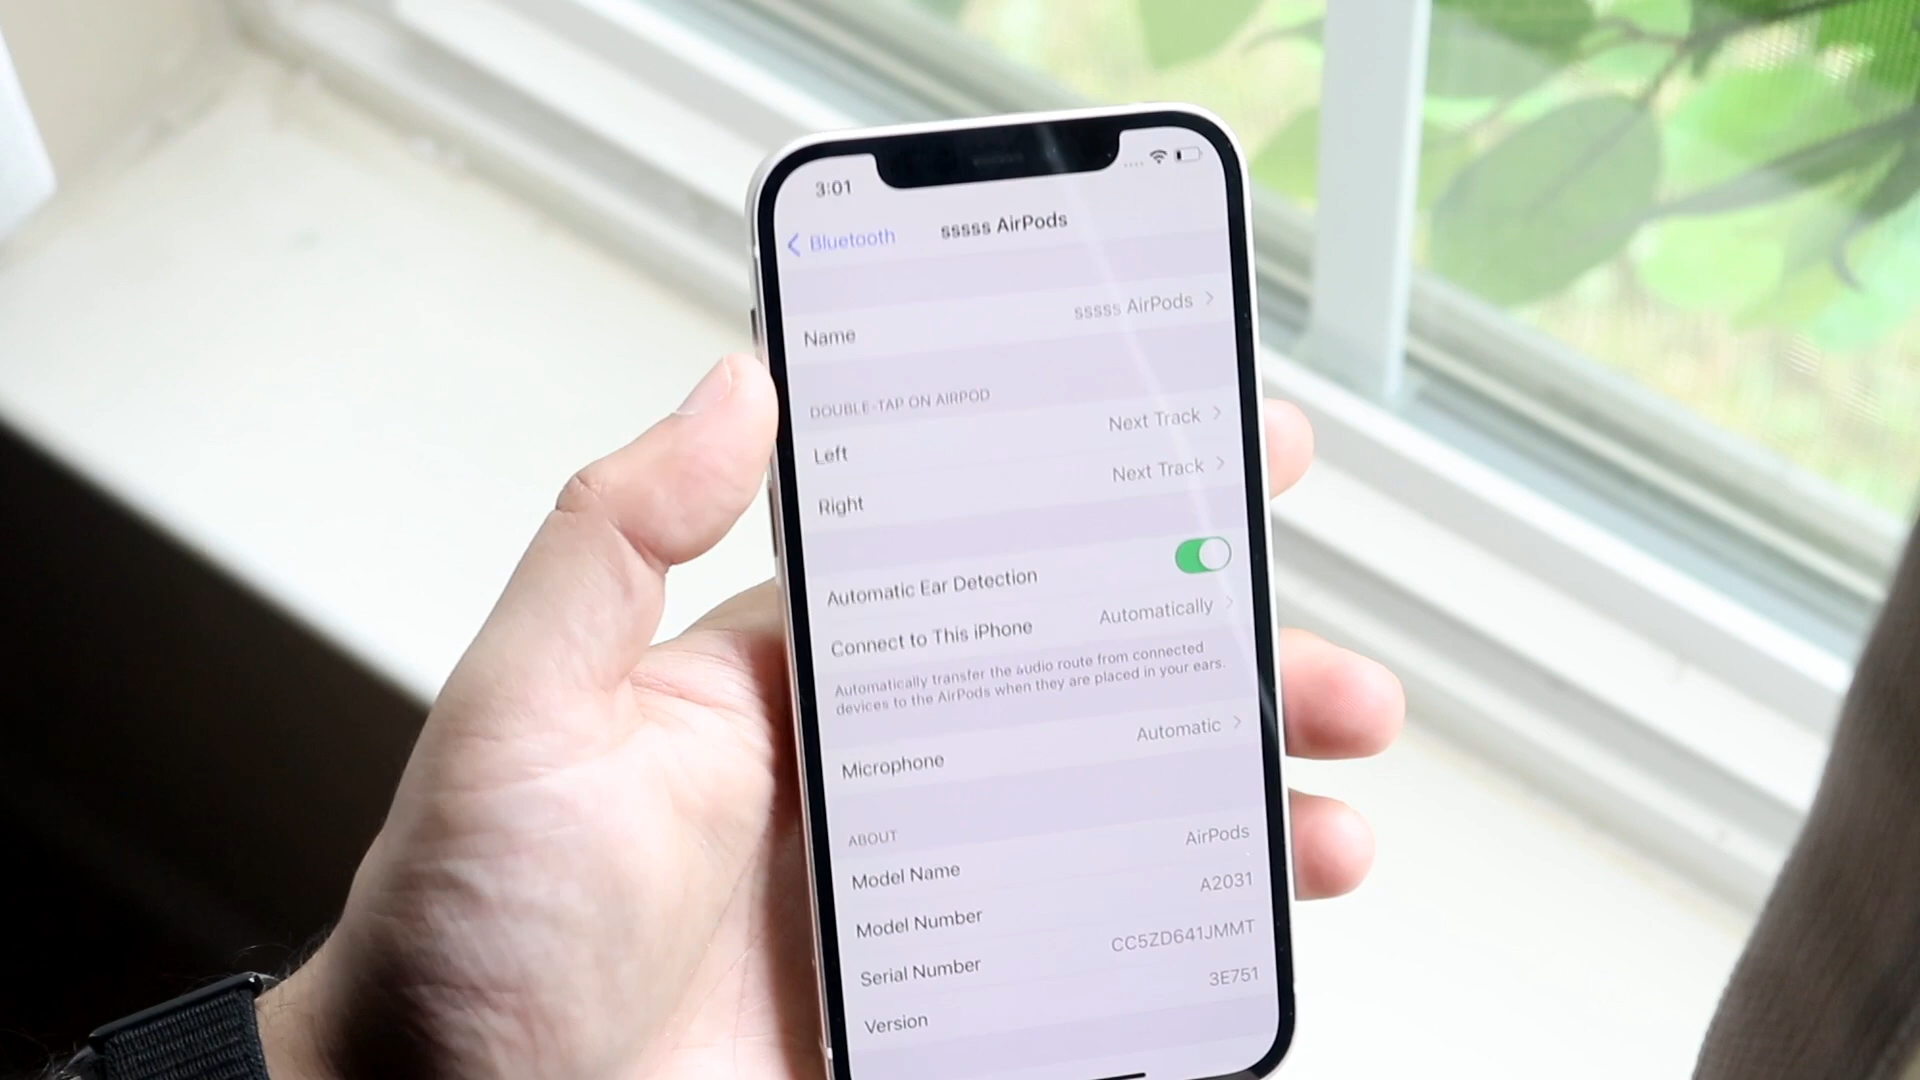 3:01
Bluetooth
sssss AirPods
Name
sssss AirPods
DOUBLE-TAP ON AIRPOD
Left
Next Track
Right
Next Track
Automatic Ear Detection
Connect to This iPhone
Automatically
Automatically transfer the audio route from connected
devices to the AirPods when they are placed in your ears.
Microphone
Automatic
ABOUT
Model Name
AirPods
Model Number
A2031
Serial Number
CC5ZD641JMMT
Version
3E751